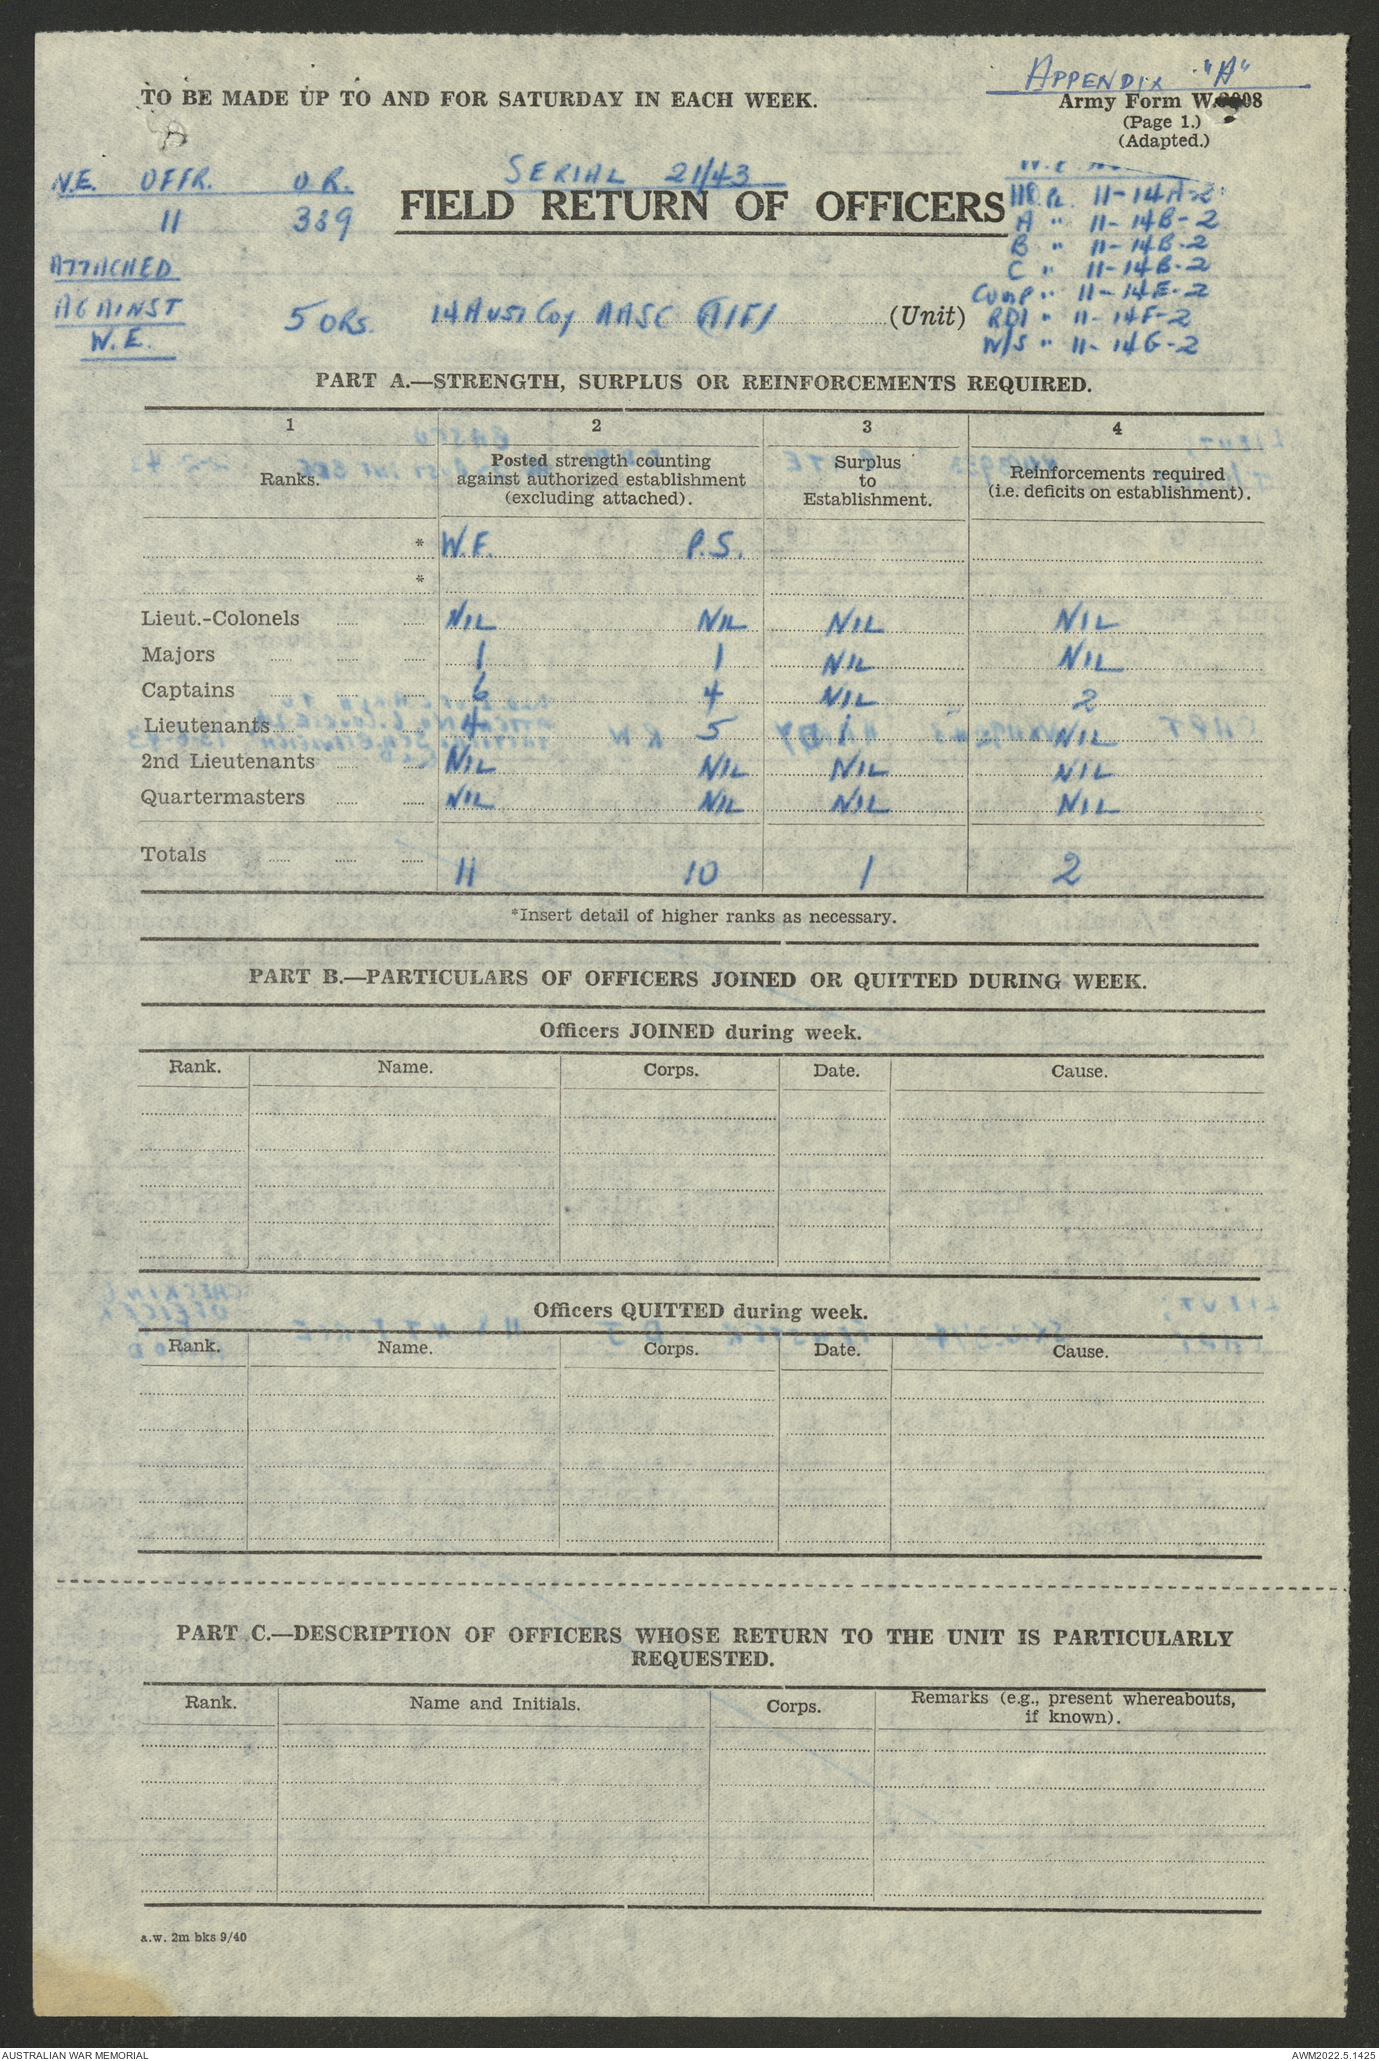 APPENDIX "A"
TO BE MADE UP TO AND FOR SATURDAY IN EACH WEEK.
Army Form W.3008
(Page 1.)
(Adapted.)
W.E. OFFR. O.R.
11 339
SERIAL 21/43
FIELD RETURN OF OFFICERS
W.E.
HQ Pl. 11-14A-2
A " 11-14B-2
B " 11-14B-2
C " 11-14B-2
Comp " 11-14E-2
RDI " 11-14F-2
W/S " 11-14G-2
ATTACHED
AGAINST 5 ORs.
W.E.
14 Aust Coy AASC (AIF) (Unit)
PART A.—STRENGTH, SURPLUS OR REINFORCEMENTS REQUIRED.
1 2 3 4
Ranks. Posted strength counting against authorized establishment (excluding attached). Surplus to Establishment. Reinforcements required (i.e. deficits on establishment).
* W.E. P.S.
*
Lieut.-Colonels NIL NIL NIL NIL
Majors 1 1 NIL NIL
Captains 6 4 NIL 2
Lieutenants 4 5 1 NIL
2nd Lieutenants NIL NIL NIL NIL
Quartermasters NIL NIL NIL NIL
Totals 11 10 1 2
*Insert detail of higher ranks as necessary.
PART B.—PARTICULARS OF OFFICERS JOINED OR QUITTED DURING WEEK.
Officers JOINED during week.
Rank. Name. Corps. Date. Cause.
Officers QUITTED during week.
Rank. Name. Corps. Date. Cause.
PART C.—DESCRIPTION OF OFFICERS WHOSE RETURN TO THE UNIT IS PARTICULARLY
REQUESTED.
Rank. Name and Initials. Corps. Remarks (e.g., present whereabouts, if known).
a.w. 2m bks 9/40
AUSTRALIAN WAR MEMORIAL
AWM2022.5.1425